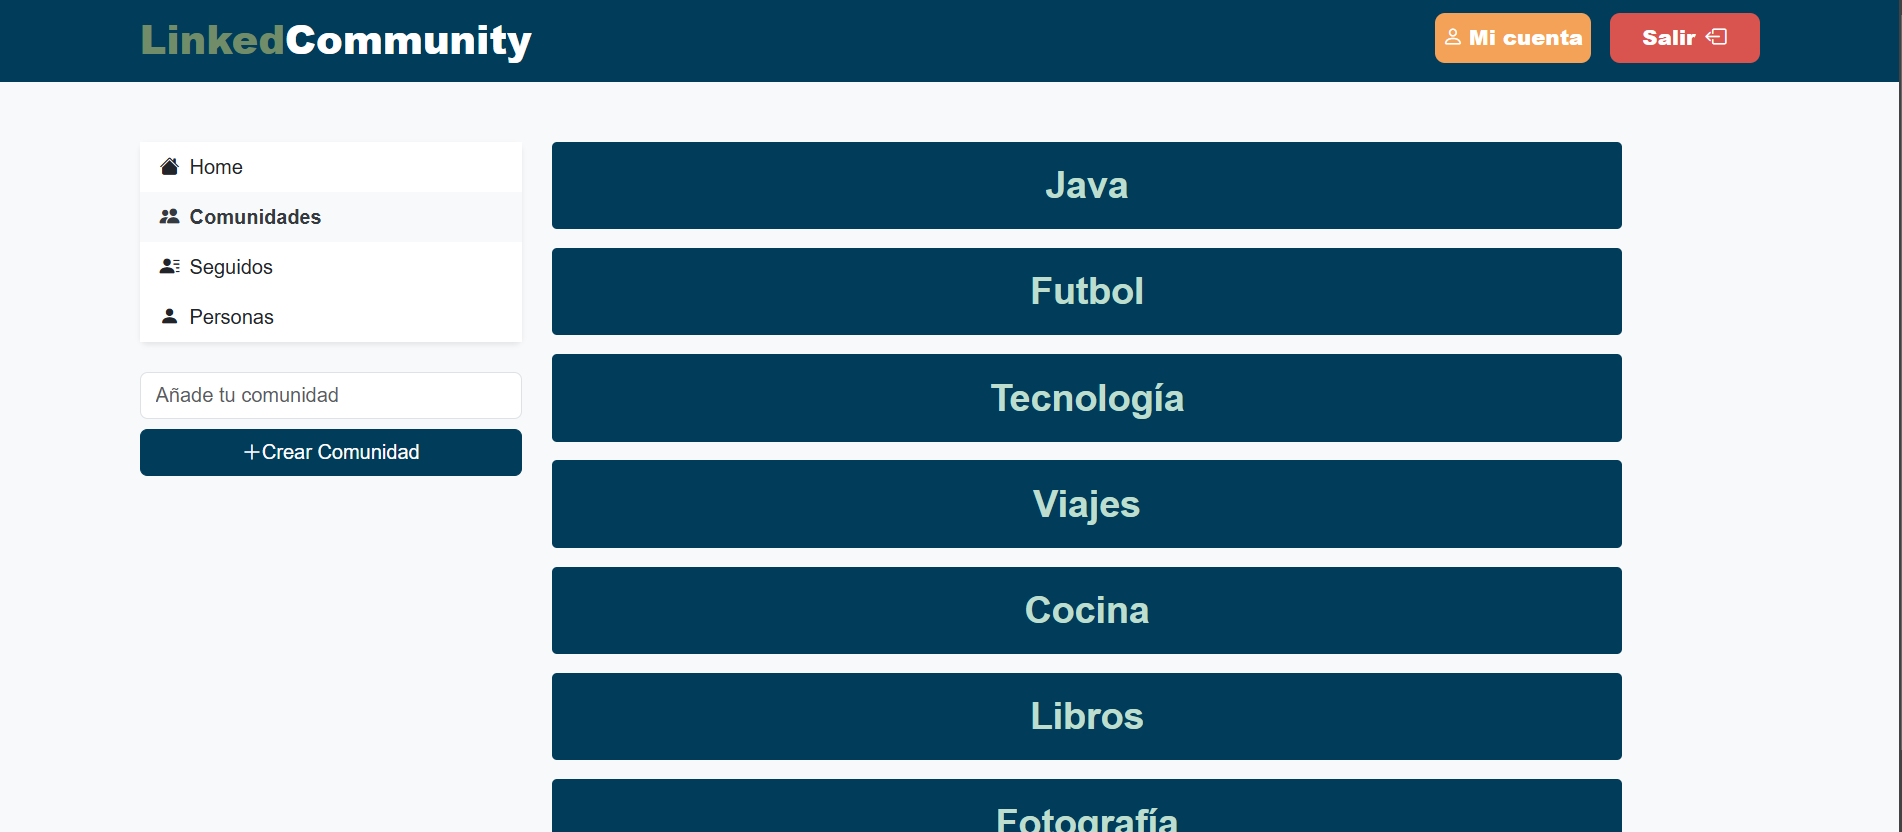 LinkedCommunity
Mi cuenta
Salir
Home
Comunidades
Seguidos
Personas
Añade tu comunidad
+Crear Comunidad
Java
Futbol
Tecnología
Viajes
Cocina
Libros
Fotografía